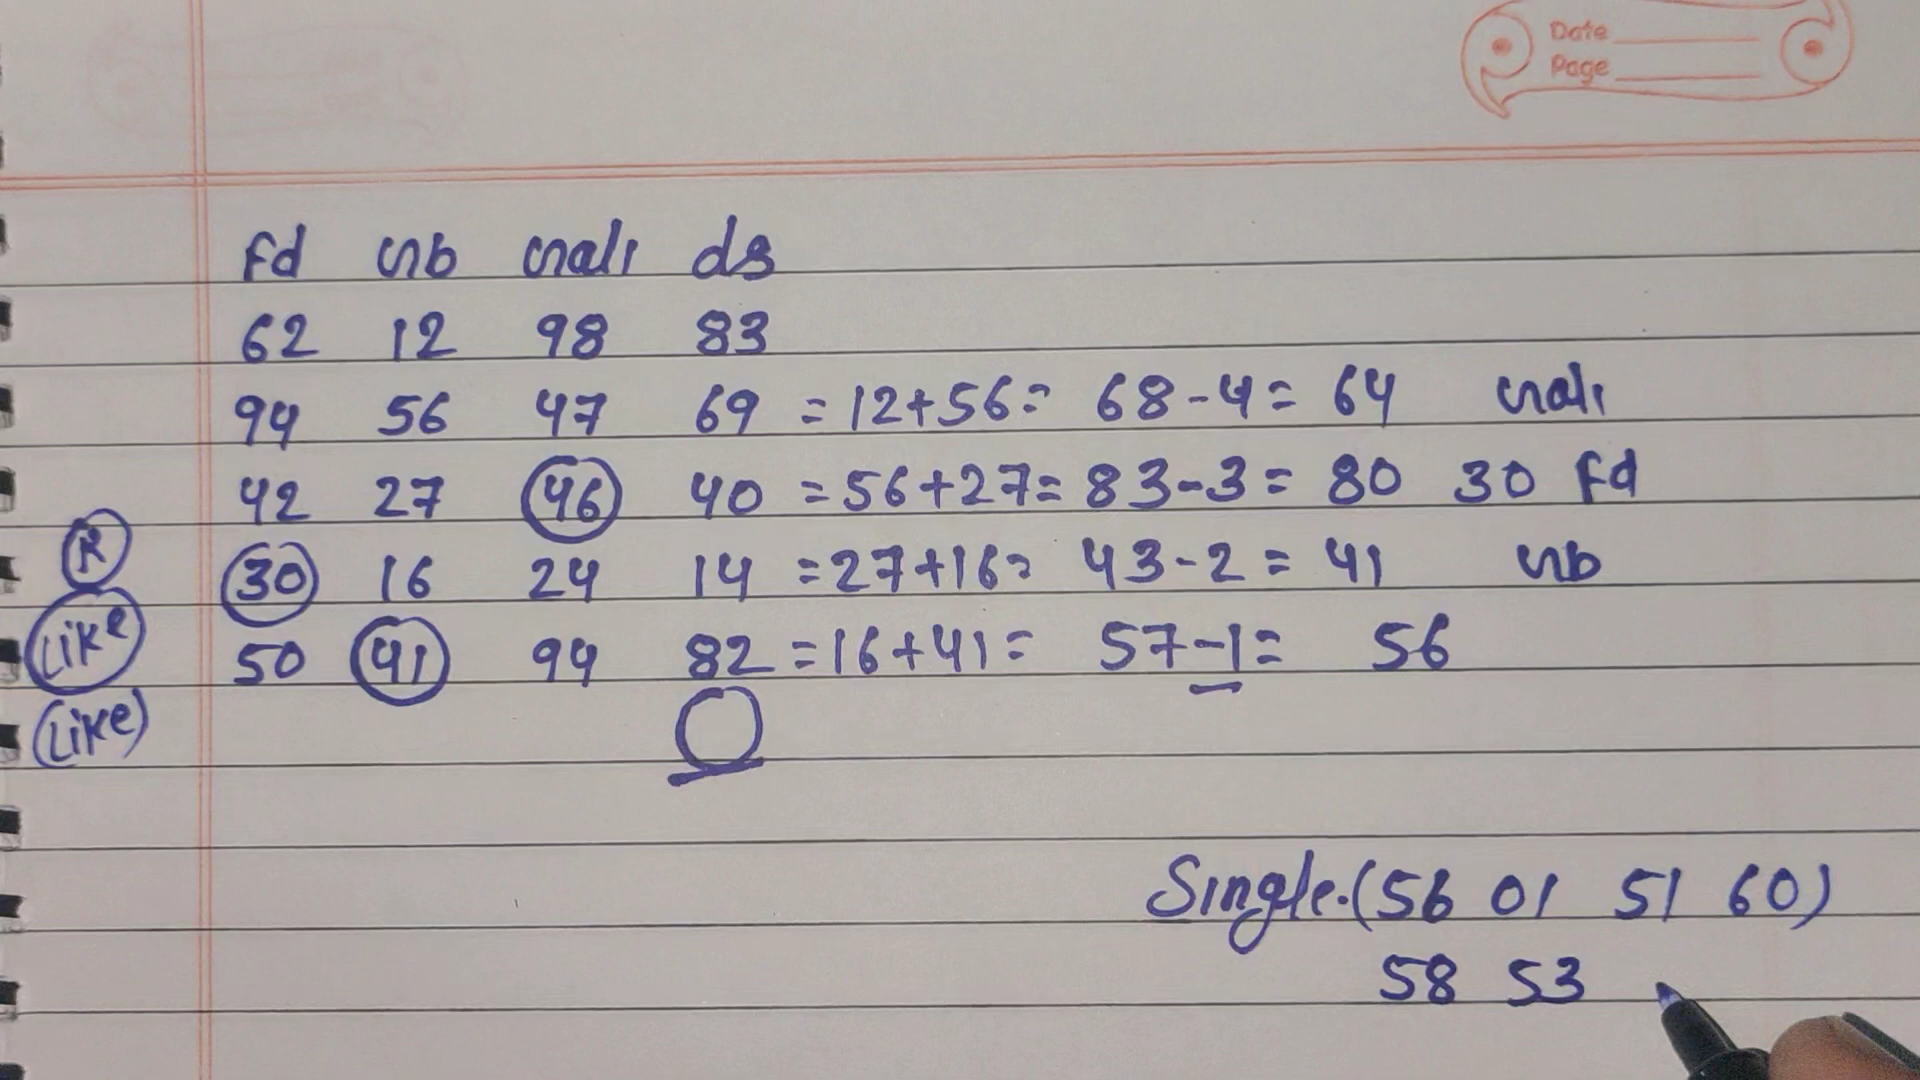 Date
Page
Fd gb gali ds
62 12 98 83
94 56 47 69 = 12+56= 68-4= 64 gali
42 27 46 40 = 56+27= 83-3= 80 30 Fd
R
30 16 24 14 = 27+16= 43-2= 41 gb
Like
50 41 94 82 = 16+41= 57-1= 56
Like
Single.(56 01 51 60)
58 53